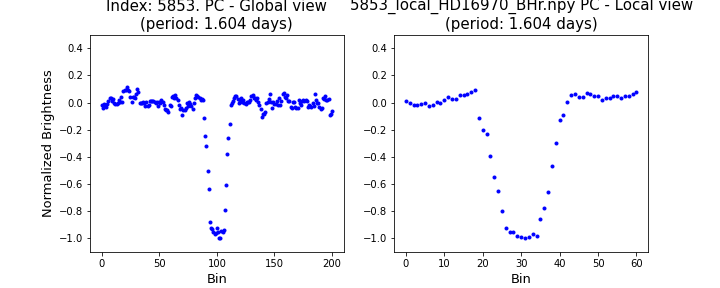 Index: 5853. PC - Global view
(period: 1.604 days)
5853_local_HD16970_BHr.npy PC - Local view
(period: 1.604 days)
Normalized Brightness
0.4
0.2
0.0
−0.2
−0.4
−0.6
−0.8
−1.0
0 50 100 150 200
Bin
0.4
0.2
0.0
−0.2
−0.4
−0.6
−0.8
−1.0
0 10 20 30 40 50 60
Bin